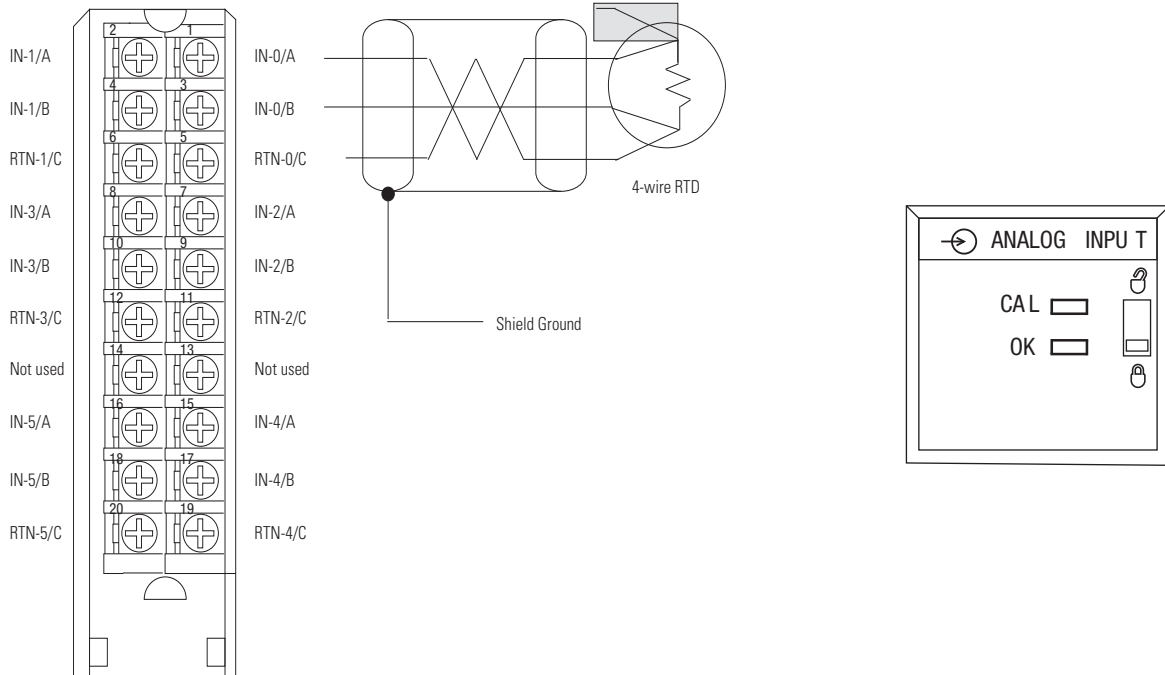 2 1
IN-1/A IN-0/A
4 3
IN-1/B IN-0/B
6 5
RTN-1/C RTN-0/C
4-wire RTD
8 7
IN-3/A IN-2/A
10 9
IN-3/B IN-2/B
12 11
RTN-3/C RTN-2/C
Shield Ground
14 13
Not used Not used
16 15
IN-5/A IN-4/A
18 17
IN-5/B IN-4/B
20 19
RTN-5/C RTN-4/C
ANALOG INPU T
CAL
OK